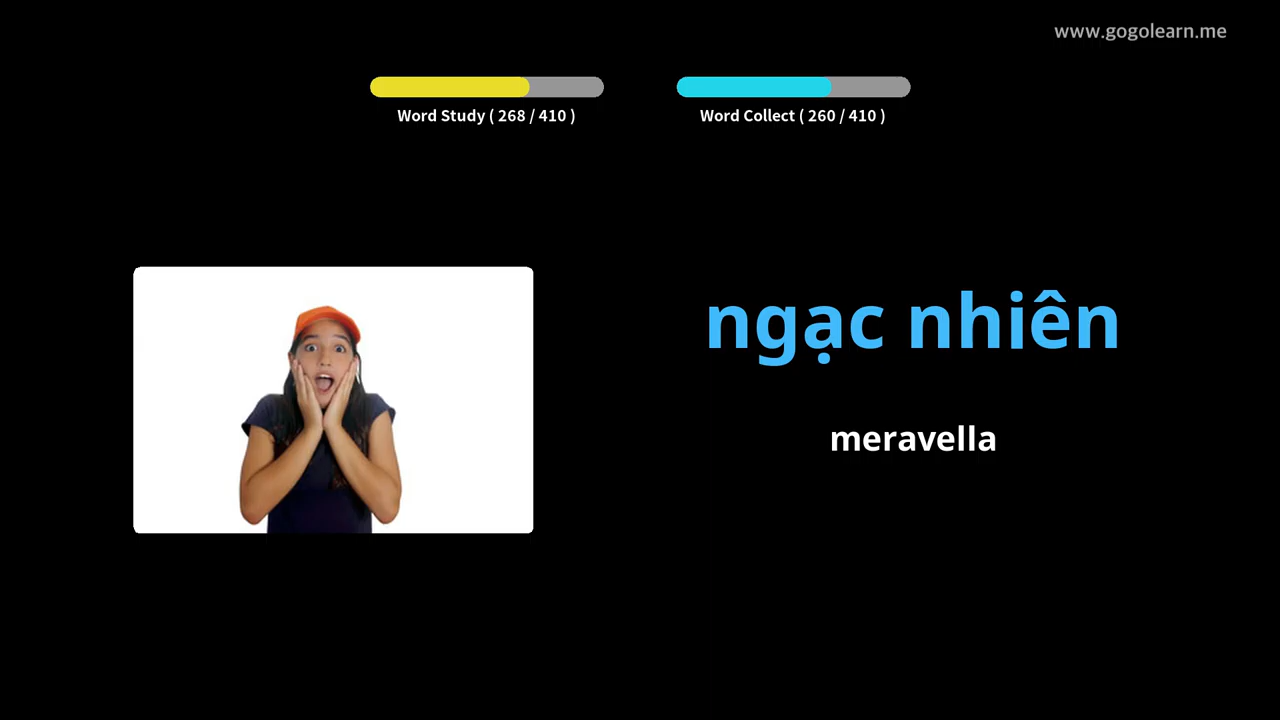 www.gogolearn.me
Word Study ( 268 / 410 )
Word Collect ( 260 / 410 )
ngạc nhiên
meravella